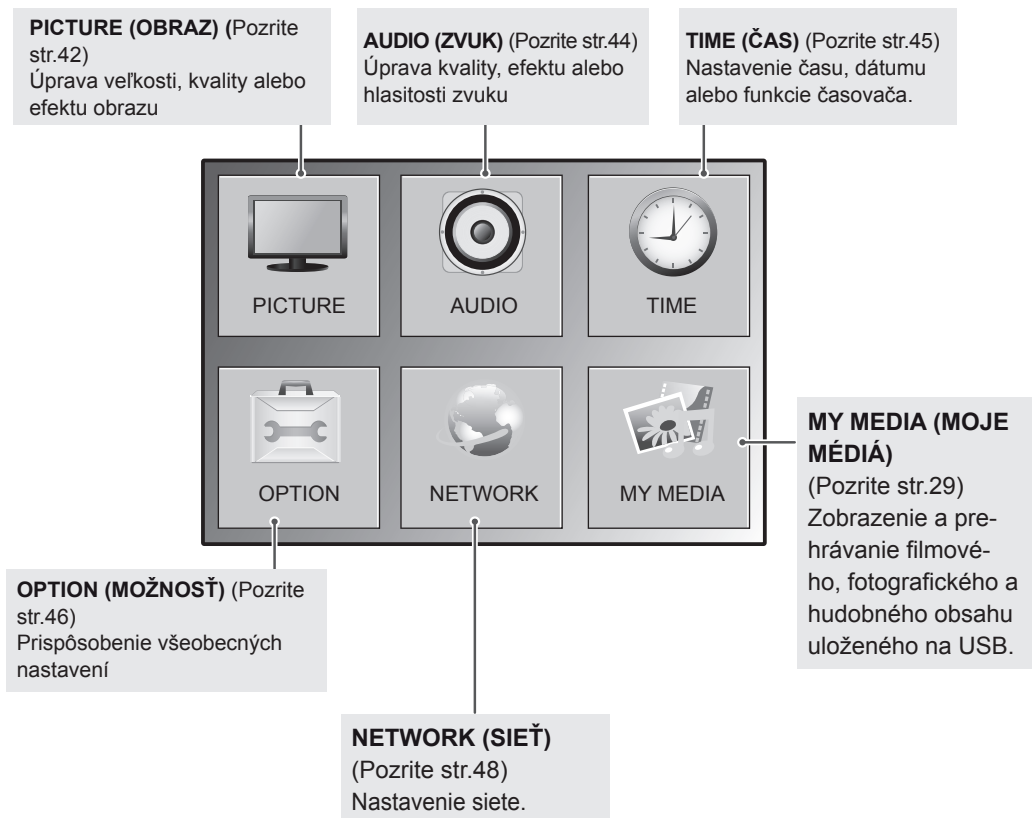 PICTURE (OBRAZ) (Pozrite
str.42)
Úprava veľkosti, kvality alebo
efektu obrazu
AUDIO (ZVUK) (Pozrite str.44)
Úprava kvality, efektu alebo
hlasitosti zvuku
TIME (ČAS) (Pozrite str.45)
Nastavenie času, dátumu
alebo funkcie časovača.
PICTURE
AUDIO
TIME
OPTION
NETWORK
MY MEDIA
MY MEDIA (MOJE
MÉDIÁ)
(Pozrite str.29)
Zobrazenie a pre-
hrávanie filmové-
ho, fotografického a
hudobného obsahu
uloženého na USB.
OPTION (MOŽNOSŤ) (Pozrite
str.46)
Prispôsobenie všeobecných
nastavení
NETWORK (SIEŤ)
(Pozrite str.48)
Nastavenie siete.